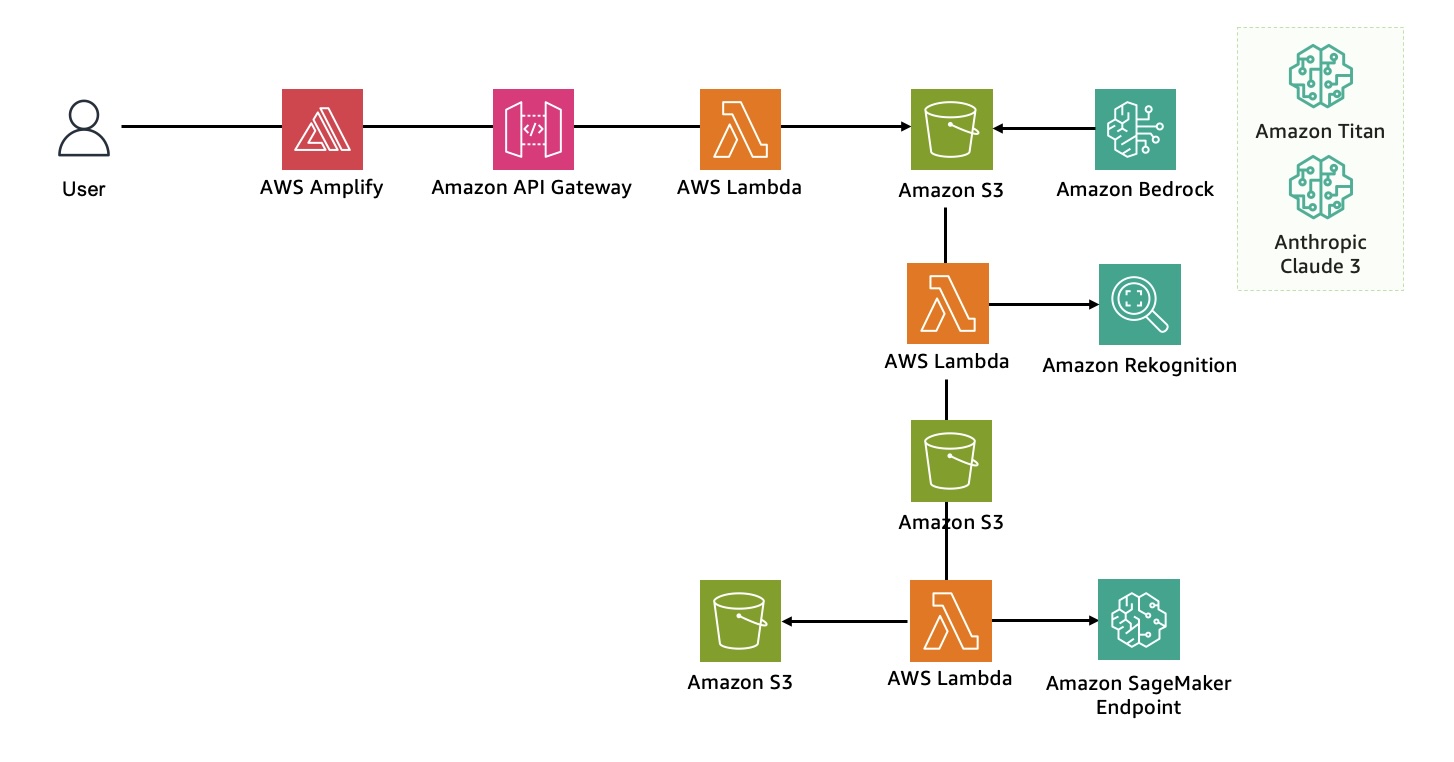 Amazon Titan
Anthropic
Claude 3
User
AWS Amplify
Amazon API Gateway
</>
AWS Lambda
Amazon S3
Amazon Bedrock
AWS Lambda
Amazon Rekognition
Amazon S3
Amazon S3
AWS Lambda
Amazon SageMaker
Endpoint